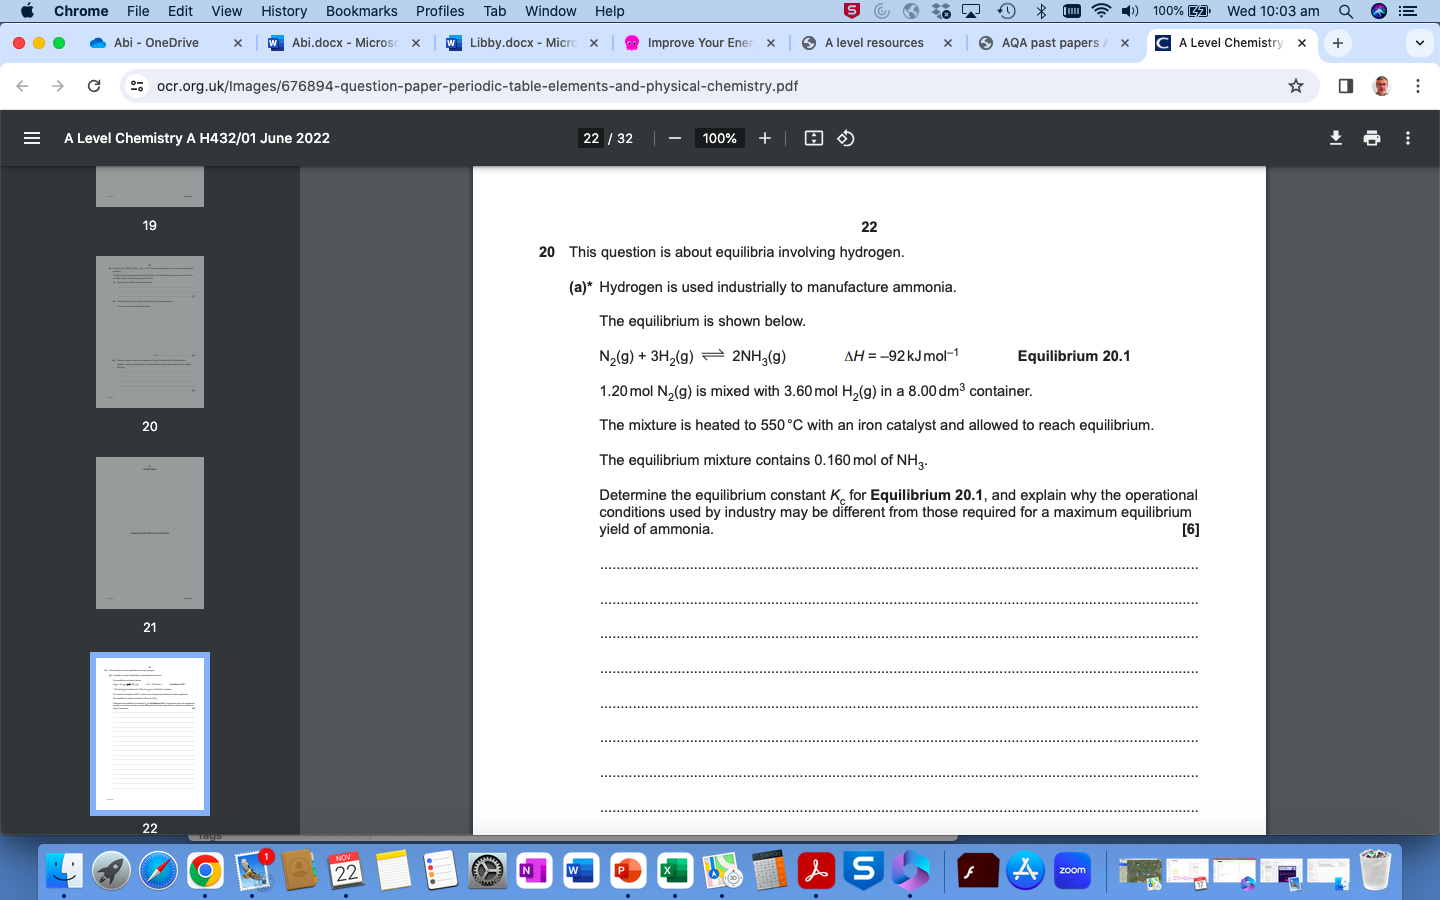 Chrome File Edit View History Bookmarks Profiles Tab Window Help 100% Wed 10:03 am
Abi - OneDrive Abi.docx - Microso Libby.docx - Micro Improve Your Ener A level resources AQA past papers A A Level Chemistry
ocr.org.uk/Images/676894-question-paper-periodic-table-elements-and-physical-chemistry.pdf
A Level Chemistry A H432/01 June 2022 22 / 32 100%
19
20
21
22
22
20 This question is about equilibria involving hydrogen.
(a)* Hydrogen is used industrially to manufacture ammonia.
The equilibrium is shown below.
N₂(g) + 3H₂(g) ⇌ 2NH₃(g) ΔH = –92 kJ mol⁻¹ Equilibrium 20.1
1.20 mol N₂(g) is mixed with 3.60 mol H₂(g) in a 8.00 dm³ container.
The mixture is heated to 550 °C with an iron catalyst and allowed to reach equilibrium.
The equilibrium mixture contains 0.160 mol of NH₃.
Determine the equilibrium constant Kc for Equilibrium 20.1, and explain why the operational
conditions used by industry may be different from those required for a maximum equilibrium
yield of ammonia. [6]
Tags
1
NOV
22
zoom
17